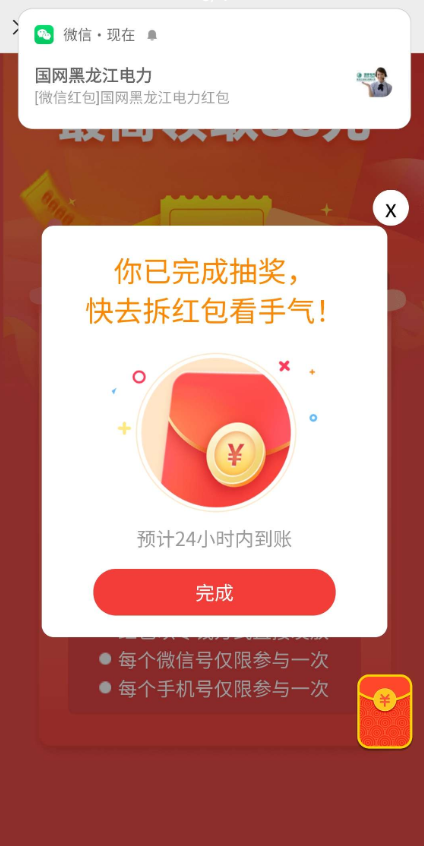 微信·现在
国网黑龙江电力
[微信红包]国网黑龙江电力红包
X
你已完成抽奖，
快去拆红包看手气！
¥
预计24小时内到账
完成
每个微信号仅限参与一次
每个手机号仅限参与一次
¥